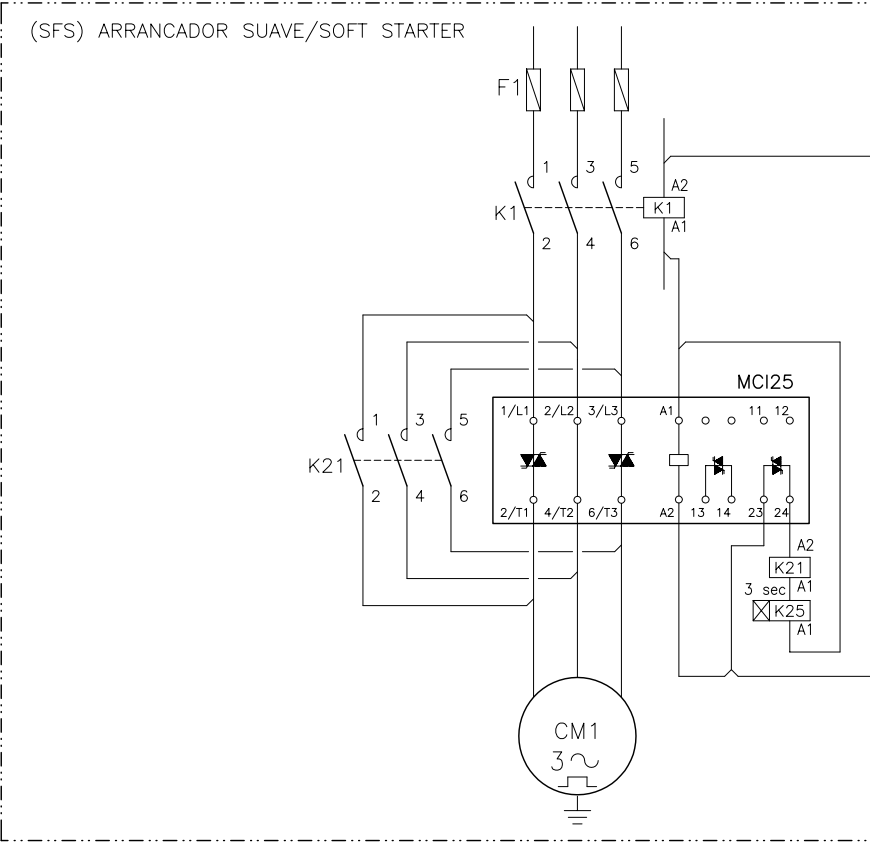 (SFS) ARRANCADOR SUAVE/SOFT STARTER
F1
1 3 5
A2
K1 K1
A1
2 4 6
MCI25
1/L1 2/L2 3/L3 A1 11 12
1 3 5
K21
2 4 6
2/T1 4/T2 6/T3 A2 13 14 23 24
A2
K21
A1
3 sec
K25
A1
CM1
3